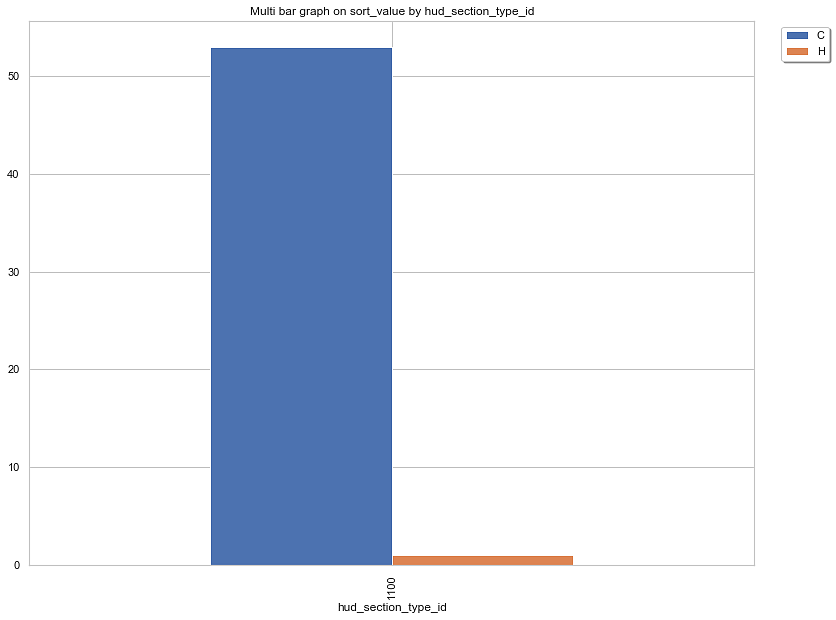 Multi bar graph on sort_value by hud_section_type_id
C
H
50
40
30
20
10
0
1100
hud_section_type_id